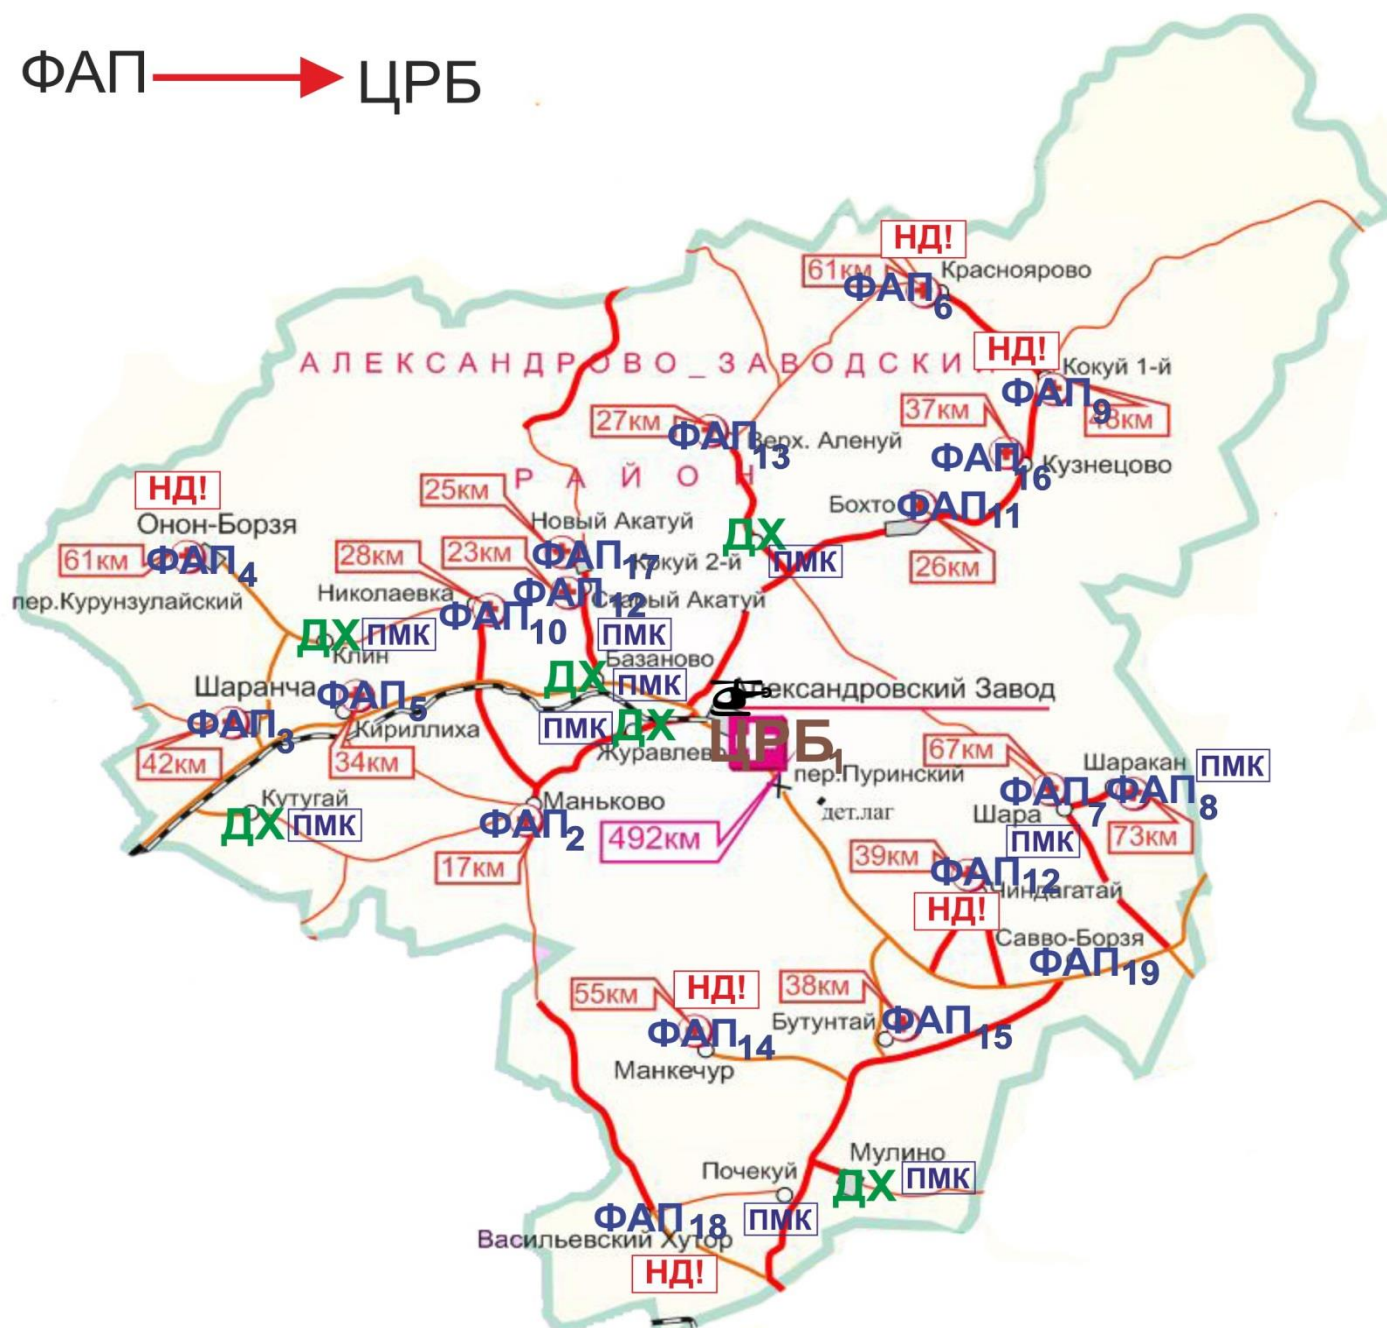 ФАП ЦРБ
НД!
61км
Красноярово
ФАП6
НД!
АЛЕКСАНДРОВО_ЗАВОДСКИ
Кокуй 1-й
ФАП9
37км
48км
27км
ФАП13
Верх. Аленуй
ФАП16
Кузнецово
РАЙОН
НД!
25км
Бохто
ФАП11
Онон-Борзя
Новый Акатуй
ДХ
61км
ФАП4
28км
23км
ФАП17
Кокуй 2-й
ПМК
26км
пер.Курунзулайский
Николаевка
ФАП12
Старый Акатуй
ФАП10
ДХ
ПМК
ПМК
Клин
Базаново
Шаранча
ФАП5
ДХ
ПМК
Александровский Завод
ФАП3
Кириллиха
ПМК
ДХ
ЦРБ1
67км
Шаракан
ПМК
42км
34км
Журавлев
пер.Пуринский
ФАП7
ФАП8
Кутугай
Маньково
дет.лаг
Шара
ДХ
ПМК
ФАП2
492км
ПМК
73км
17км
39км
ФАП12
Чиндагатай
НД!
Савво-Борзя
ФАП19
55км
НД!
38км
ФАП14
Бутунтай
ФАП15
Манкечур
Мулино
Почекуй
ДХ
ПМК
ФАП18
ПМК
Васильевский Хутор
НД!